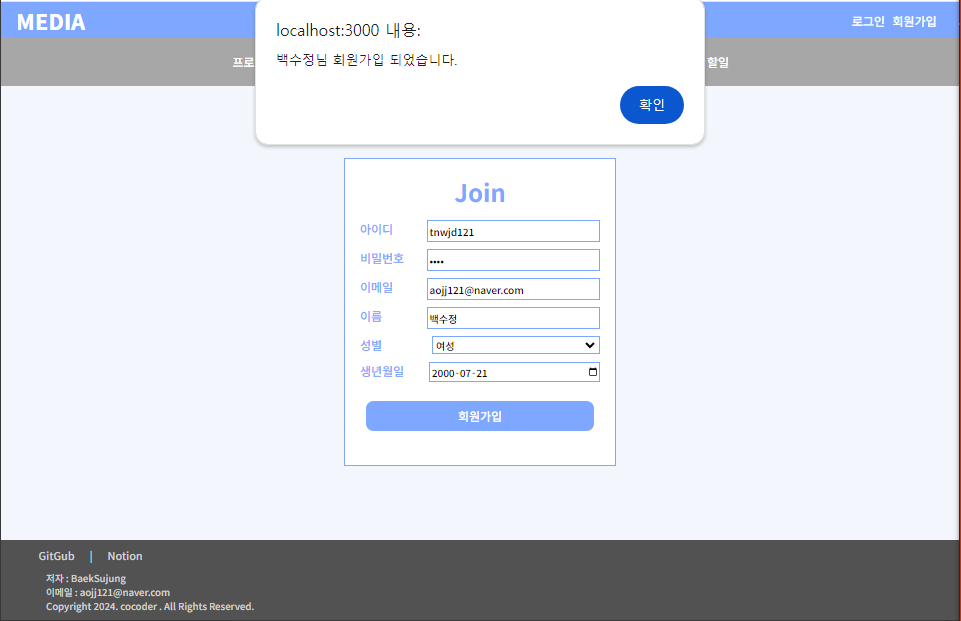 MEDIA
로그인 회원가입
localhost:3000 내용:
백수정님 회원가입 되었습니다.
확인
프로
할일
Join
아이디 tnwjd121
비밀번호 ••••
이메일 aojj121@naver.com
이름 백수정
성별 여성
생년월일 2000-07-21
회원가입
GitGub | Notion
저자 : BaekSujung
이메일 : aojj121@naver.com
Copyright 2024. cocoder . All Rights Reserved.